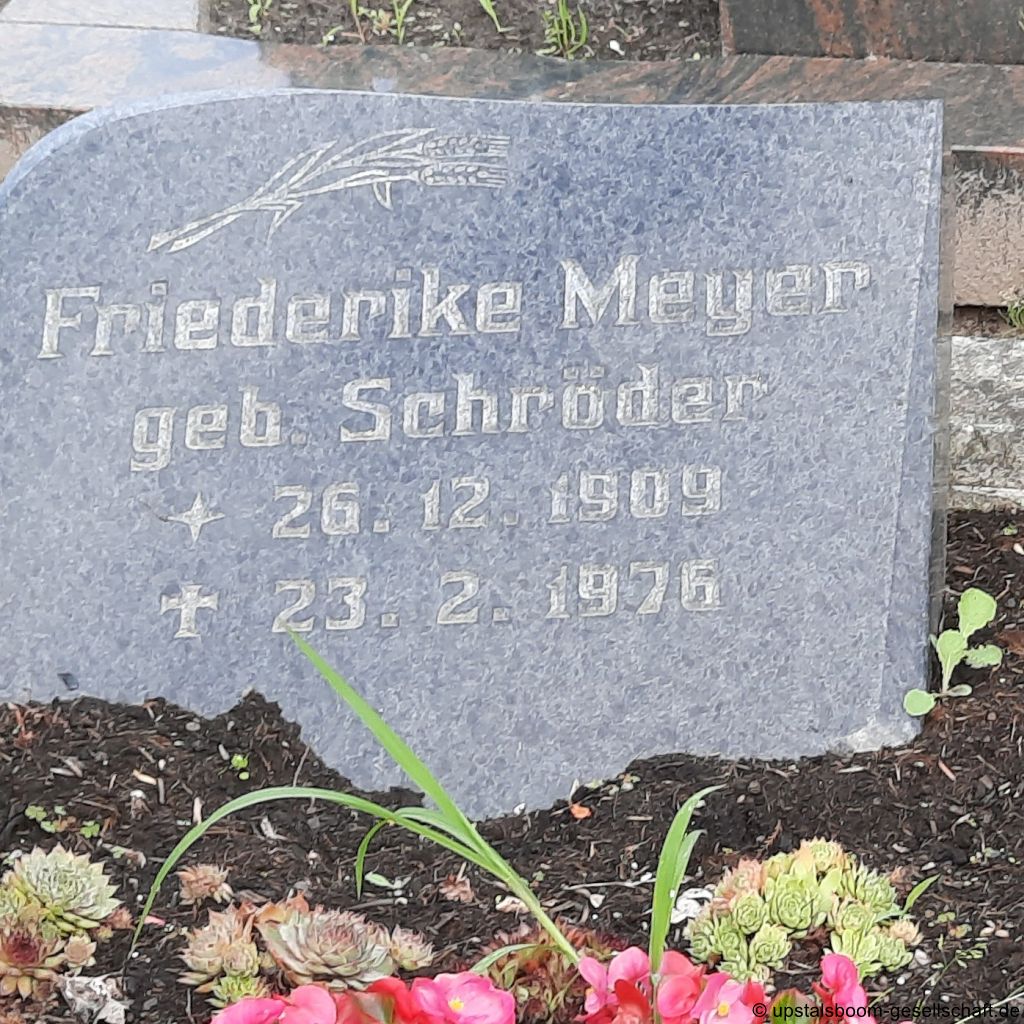 Friederike Meyer
geb. Schröder
26. 12. 1909
23. 2. 1976
© upstalsboom-gesellschaft.de